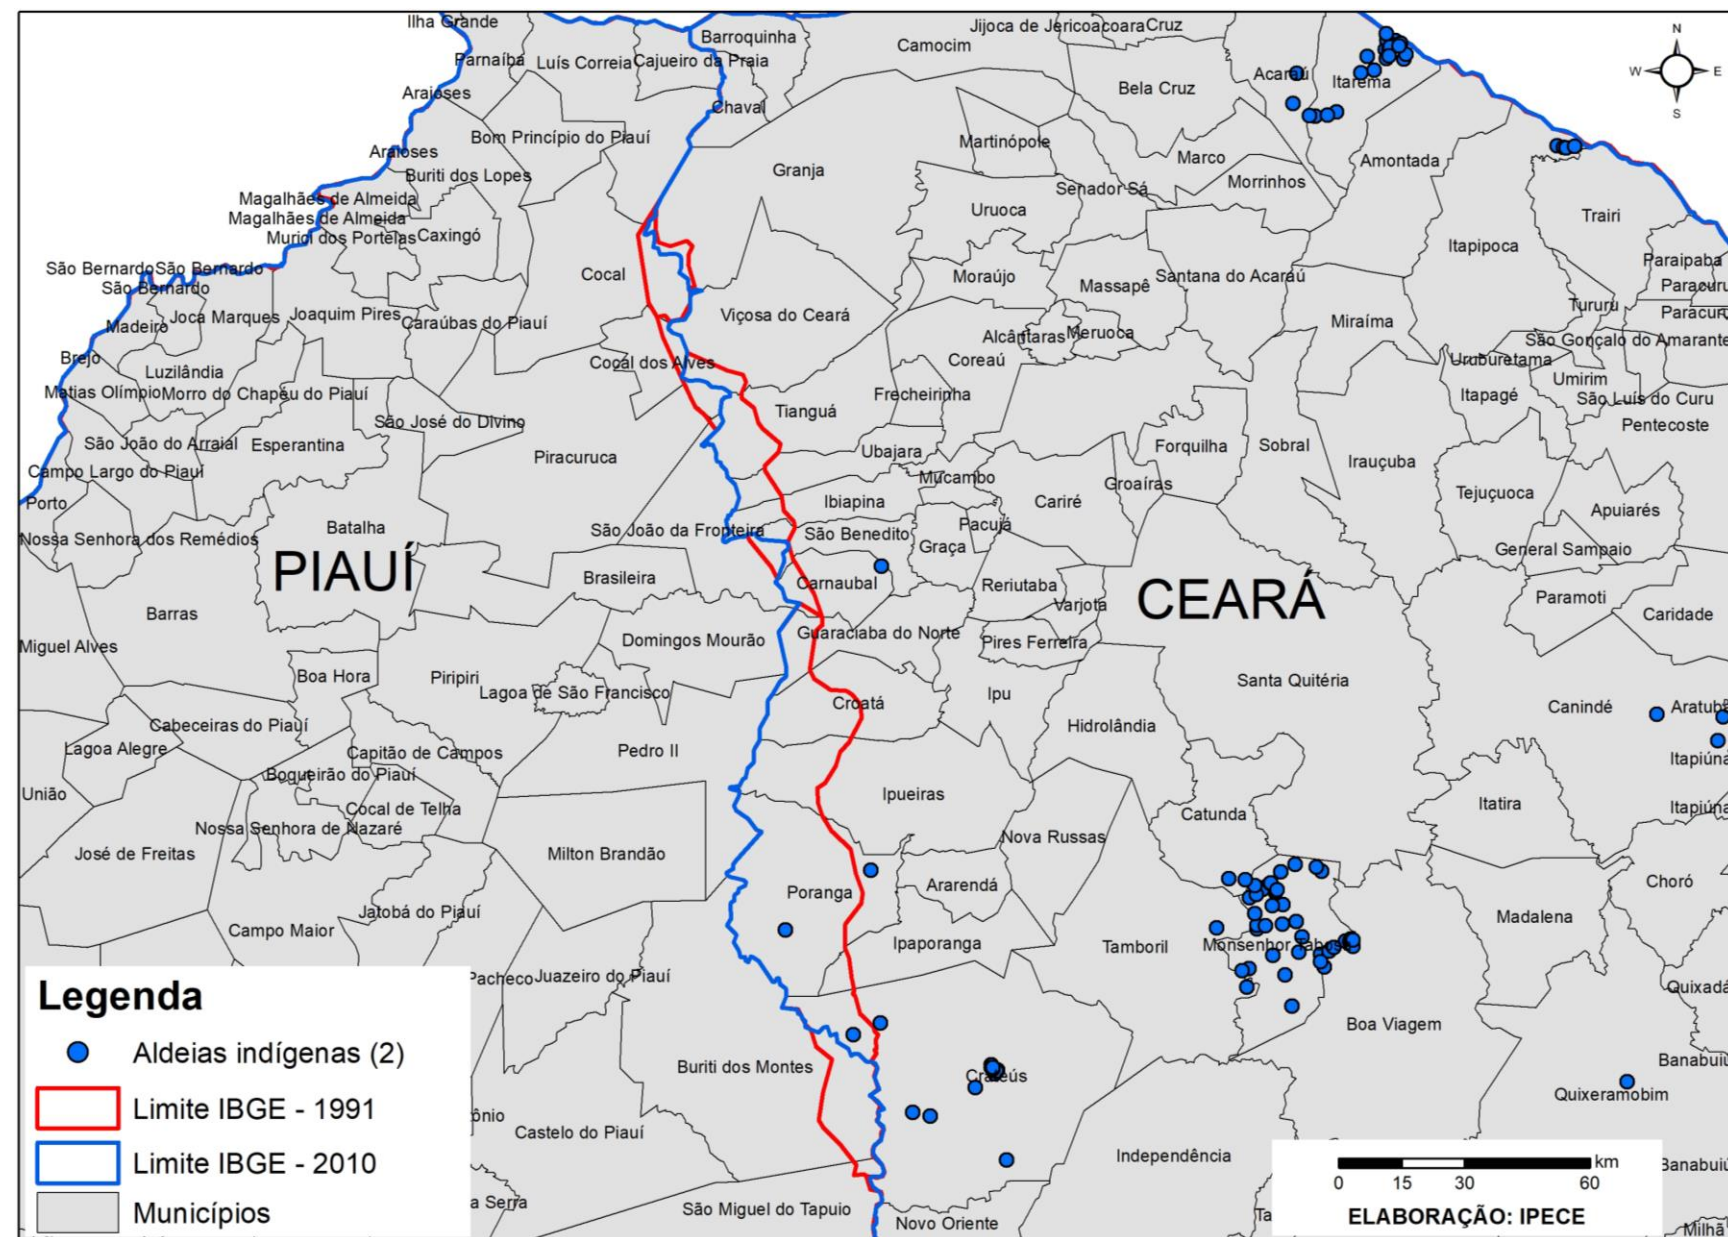 Ilha Grande
Jijoca de Jericoacoara
Cruz
Barroquinha
Camocim
Parnaíba
Luís Correia
Cajueiro da Praia
N
W
E
S
Acaraú
Itarema
Bela Cruz
Araioses
Chaval
Bom Princípio do Piauí
Martinópole
Araioses
Marco
Amontada
Buriti dos Lopes
Granja
Morrinhos
Senador Sá
Magalhães de Almeida
Magalhães de Almeida
Uruoca
Trairi
Murici dos Portelas
Caxingó
Itapipoca
São Bernardo
São Bernardo
São Bernardo
Cocal
Moraújo
Massapê
Santana do Acaraú
Paraipaba
Paracuru
Madeiro
Joca Marques
Joaquim Pires
Caraúbas do Piauí
Viçosa do Ceará
Miraíma
Tururu
Paracuru
Alcântaras
Meruoca
São Gonçalo do Amarante
Brejo
Cocal dos Alves
Coreaú
Uruburetama
Luzilândia
Umirim
Matias Olímpio
Morro do Chapéu do Piauí
Frecheirinha
Itapagé
São Luís do Curu
São José do Divino
Tianguá
Pentecoste
São João do Arraial
Esperantina
Ubajara
Forquilha
Sobral
Campo Largo do Piauí
Piracuruca
Irauçuba
Mucambo
Groaíras
Porto
Ibiapina
Cariré
Tejuçuoca
Apuiarés
Batalha
São João da Fronteira
São Benedito
Pacujá
Nossa Senhora dos Remédios
Graça
General Sampaio
PIAUÍ
Brasileira
Carnaubal
Reriutaba
CEARÁ
Paramoti
Varjota
Barras
Caridade
Miguel Alves
Domingos Mourão
Guaraciaba do Norte
Pires Ferreira
Boa Hora
Piripiri
Lagoa de São Francisco
Ipu
Santa Quitéria
Croatá
Canindé
Aratuba
Cabeceiras do Piauí
Hidrolândia
Lagoa Alegre
Capitão de Campos
Pedro II
Itapiúna
Boqueirão do Piauí
União
Ipueiras
Itatira
Cocal de Telha
Catunda
Itapiúna
Nossa Senhora de Nazaré
Nova Russas
José de Freitas
Milton Brandão
Choró
Poranga
Ararendá
Jatobá do Piauí
Madalena
Campo Maior
Ipaporanga
Tamboril
Monsenhor Tabosa
Pacheco
Juazeiro do Piauí
Quixadá
Boa Viagem
Buriti dos Montes
Crateús
Banabuiú
Quixeramobim
ônio
Castelo do Piauí
Independência
Banabuiú
a Serra
São Miguel do Tapuio
Novo Oriente
Ta
Milhã
Legenda
Aldeias indígenas (2)
Limite IBGE - 1991
Limite IBGE - 2010
Municípios
km
0 15 30 60
ELABORAÇÃO: IPECE